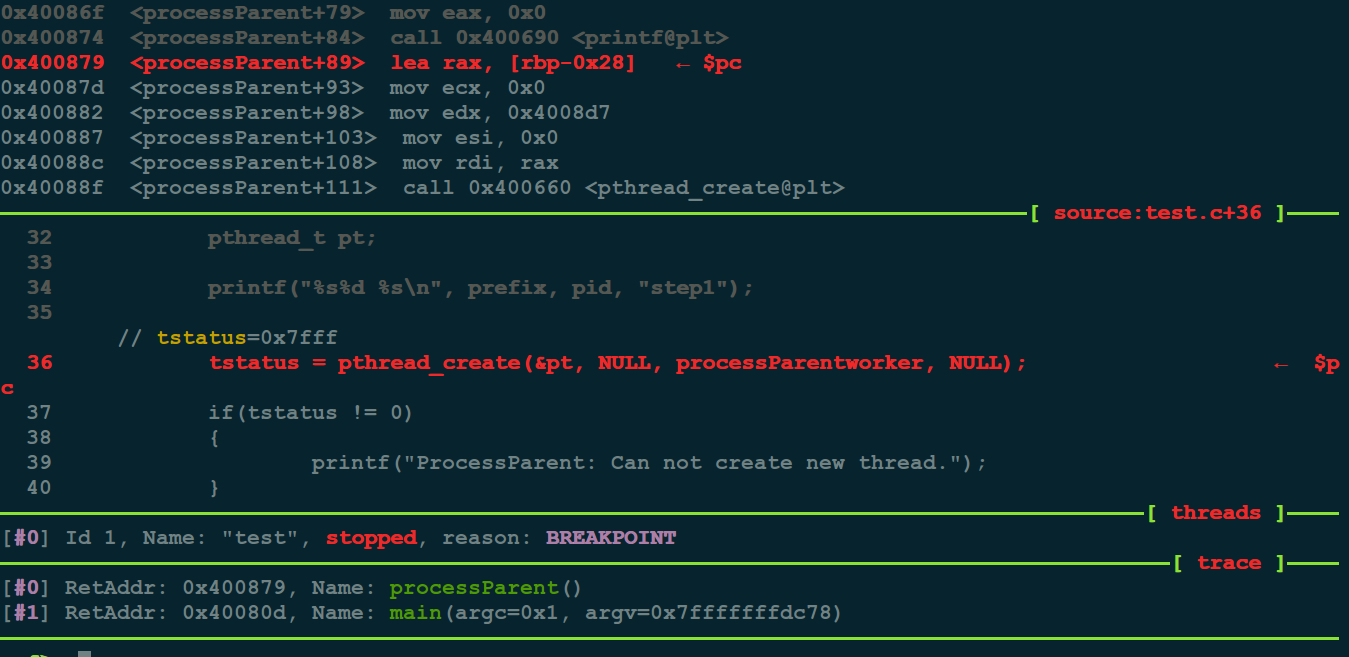 0x40086f  <processParent+79>  mov eax, 0x0
0x400874  <processParent+84>  call 0x400690 <printf@plt>
0x400879  <processParent+89>  lea rax, [rbp-0x28]   ← $pc
0x40087d  <processParent+93>  mov ecx, 0x0
0x400882  <processParent+98>  mov edx, 0x4008d7
0x400887  <processParent+103>  mov esi, 0x0
0x40088c  <processParent+108>  mov rdi, rax
0x40088f  <processParent+111>  call 0x400660 <pthread_create@plt>
[ source:test.c+36 ]
32            pthread_t pt;
33
34            printf("%s%d %s\n", prefix, pid, "step1");
35
// tstatus=0x7fff
36            tstatus = pthread_create(&pt, NULL, processParentworker, NULL);                   ←  $p
c
37            if(tstatus != 0)
38            {
39                    printf("ProcessParent: Can not create new thread.");
40            }
[ threads ]
[#0] Id 1, Name: "test", stopped, reason: BREAKPOINT
[ trace ]
[#0] RetAddr: 0x400879, Name: processParent()
[#1] RetAddr: 0x40080d, Name: main(argc=0x1, argv=0x7fffffffdc78)